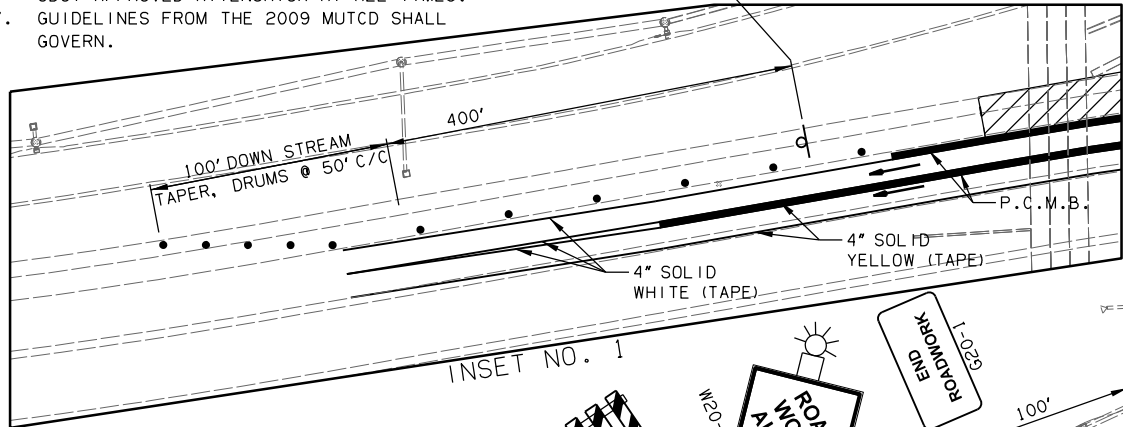 GUIDELINES FROM THE 2009 MUTCD SHALL
GOVERN.
400'
100' DOWN STREAM
TAPER, DRUMS @ 50' C/C
P.C.M.B.
4" SOLID
YELLOW (TAPE)
4" SOLID
WHITE (TAPE)
INSET NO. 1
END
ROADWORK
G20-1
W20-
100'